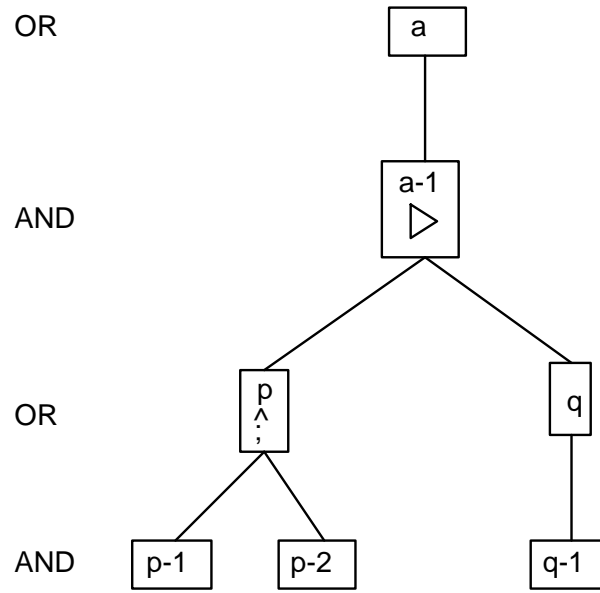 OR
a
a-1
AND
p
^
;
OR
q
AND
p-1
p-2
q-1